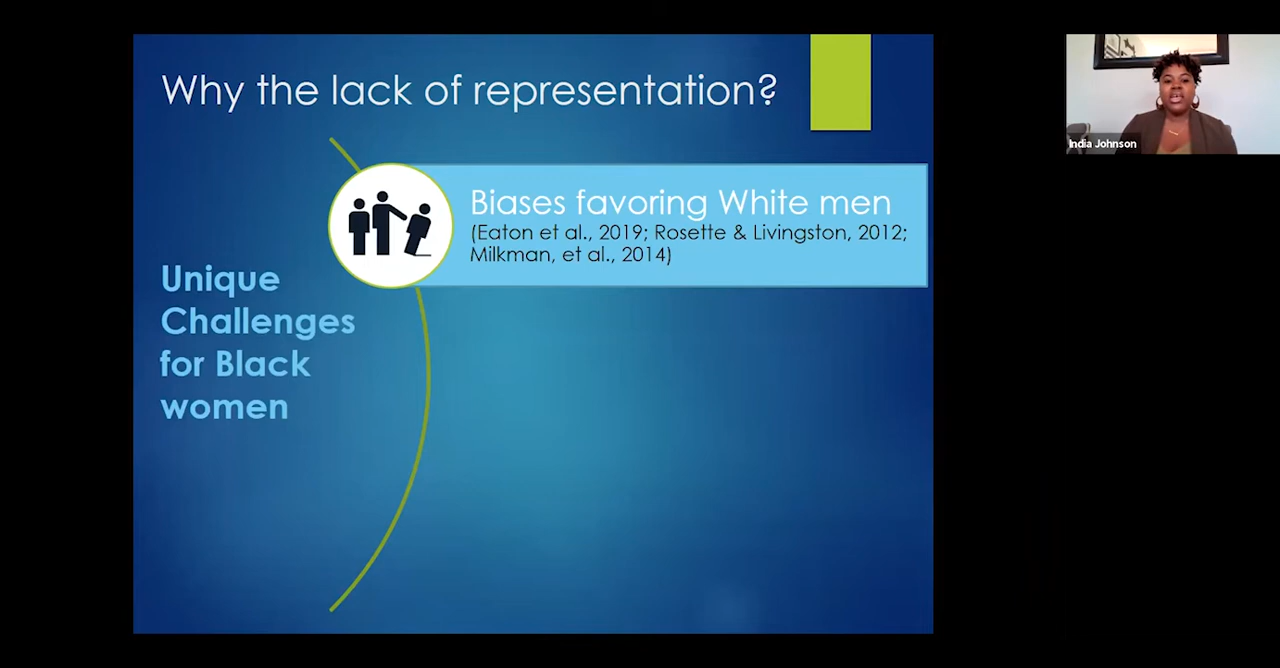 Why the lack of representation?
Biases favoring White men
(Eaton et al., 2019; Rosette & Livingston, 2012;
Milkman, et al., 2014)
Unique
Challenges
for Black
women
India Johnson